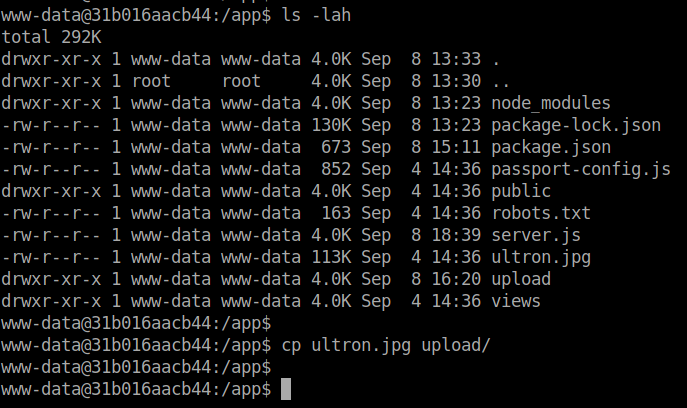 www-data@31b016aacb44:/app$ ls -lah
total 292K
drwxr-xr-x 1 www-data www-data 4.0K Sep  8 13:33 .
drwxr-xr-x 1 root     root     4.0K Sep  8 13:30 ..
drwxr-xr-x 1 www-data www-data 4.0K Sep  8 13:23 node_modules
-rw-r--r-- 1 www-data www-data 130K Sep  8 13:23 package-lock.json
-rw-r--r-- 1 www-data www-data  673 Sep  8 15:11 package.json
-rw-r--r-- 1 www-data www-data  852 Sep  4 14:36 passport-config.js
drwxr-xr-x 1 www-data www-data 4.0K Sep  4 14:36 public
-rw-r--r-- 1 www-data www-data  163 Sep  4 14:36 robots.txt
-rw-r--r-- 1 www-data www-data 4.0K Sep  8 18:39 server.js
-rw-r--r-- 1 www-data www-data 113K Sep  4 14:36 ultron.jpg
drwxr-xr-x 1 www-data www-data 4.0K Sep  8 16:20 upload
drwxr-xr-x 1 www-data www-data 4.0K Sep  4 14:36 views
www-data@31b016aacb44:/app$
www-data@31b016aacb44:/app$ cp ultron.jpg upload/
www-data@31b016aacb44:/app$
www-data@31b016aacb44:/app$